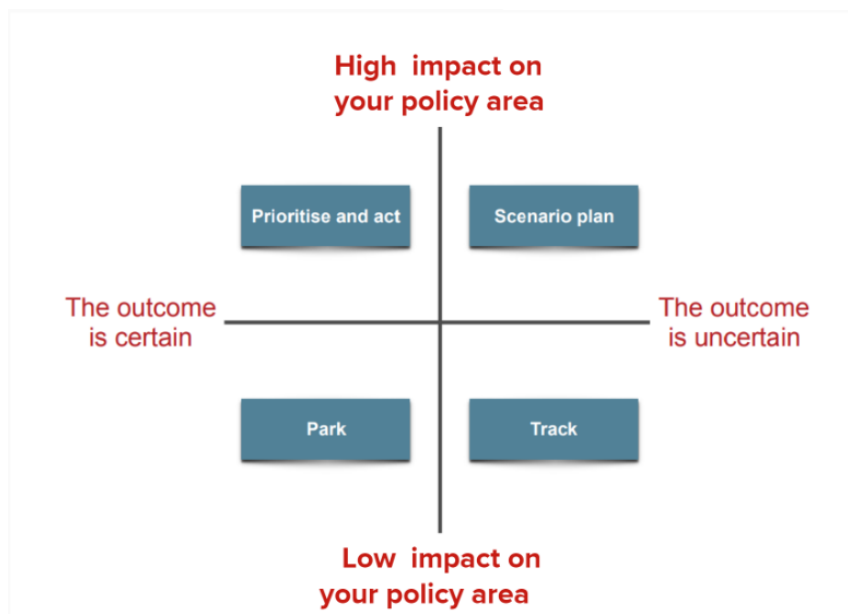 High impact on
your policy area
Prioritise and act
Scenario plan
The outcome
is certain
The outcome
is uncertain
Park
Track
Low impact on
your policy area